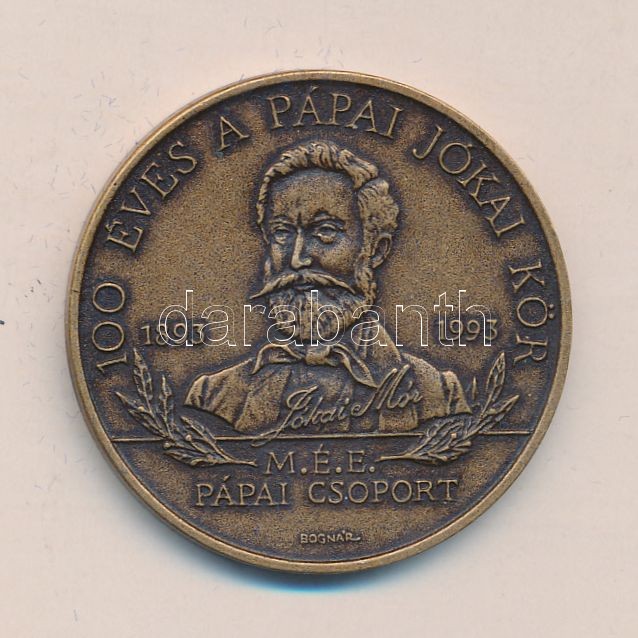 100 ÉVES A PÁPAI JÓKAI KÖR
1893 1993
darabanth
Jókai Mór
M.É.E.
PÁPAI CSOPORT
BOGNÁR